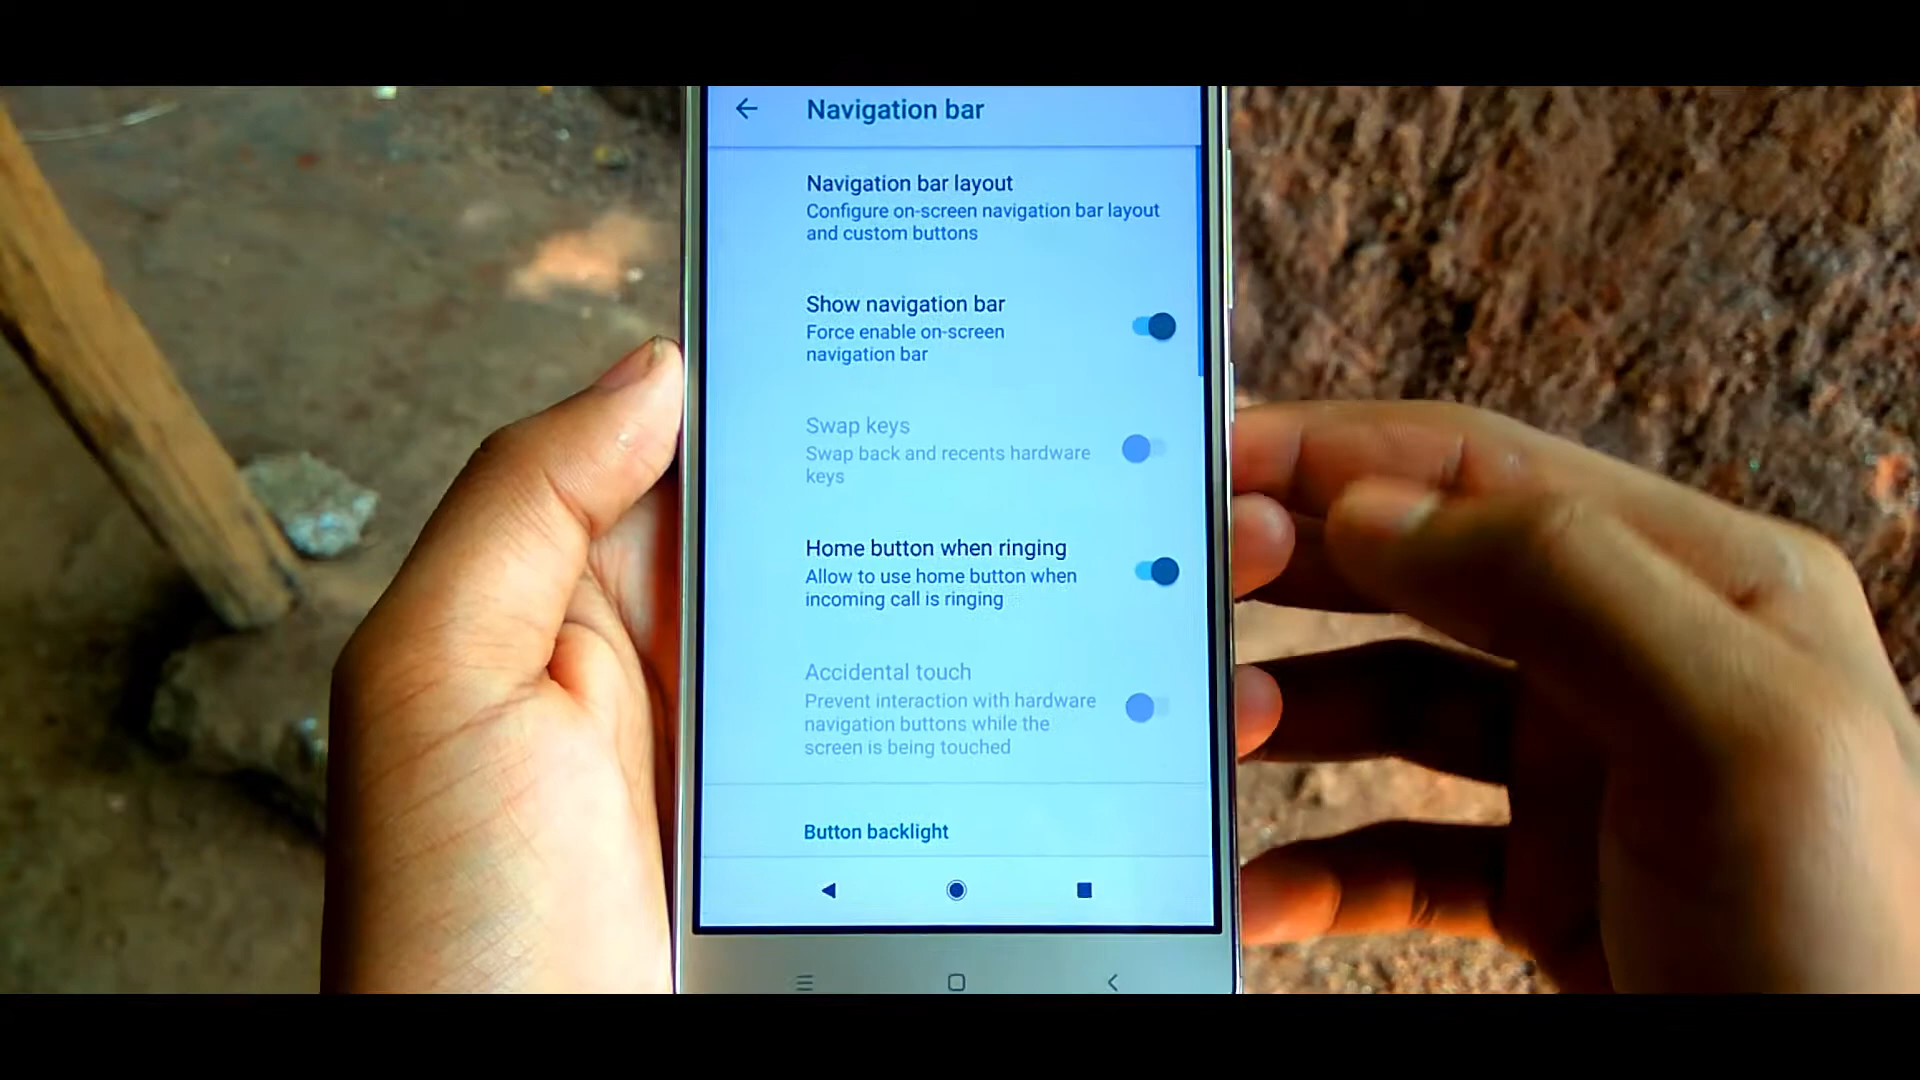 Navigation bar
Navigation bar layout
Configure on-screen navigation bar layout
and custom buttons
Show navigation bar
Force enable on-screen
navigation bar
Swap keys
Swap back and recents hardware
keys
Home button when ringing
Allow to use home button when
incoming call is ringing
Accidental touch
Prevent interaction with hardware
navigation buttons while the
screen is being touched
Button backlight